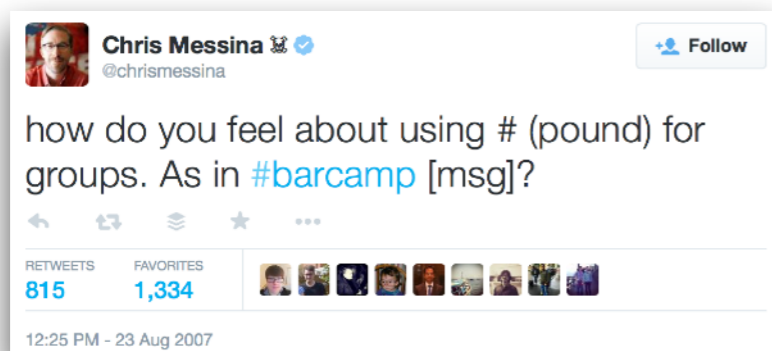 Chris Messina
@chrismessina
Follow
how do you feel about using # (pound) for
groups. As in #barcamp [msg]?
RETWEETS FAVORITES
815 1,334
12:25 PM - 23 Aug 2007